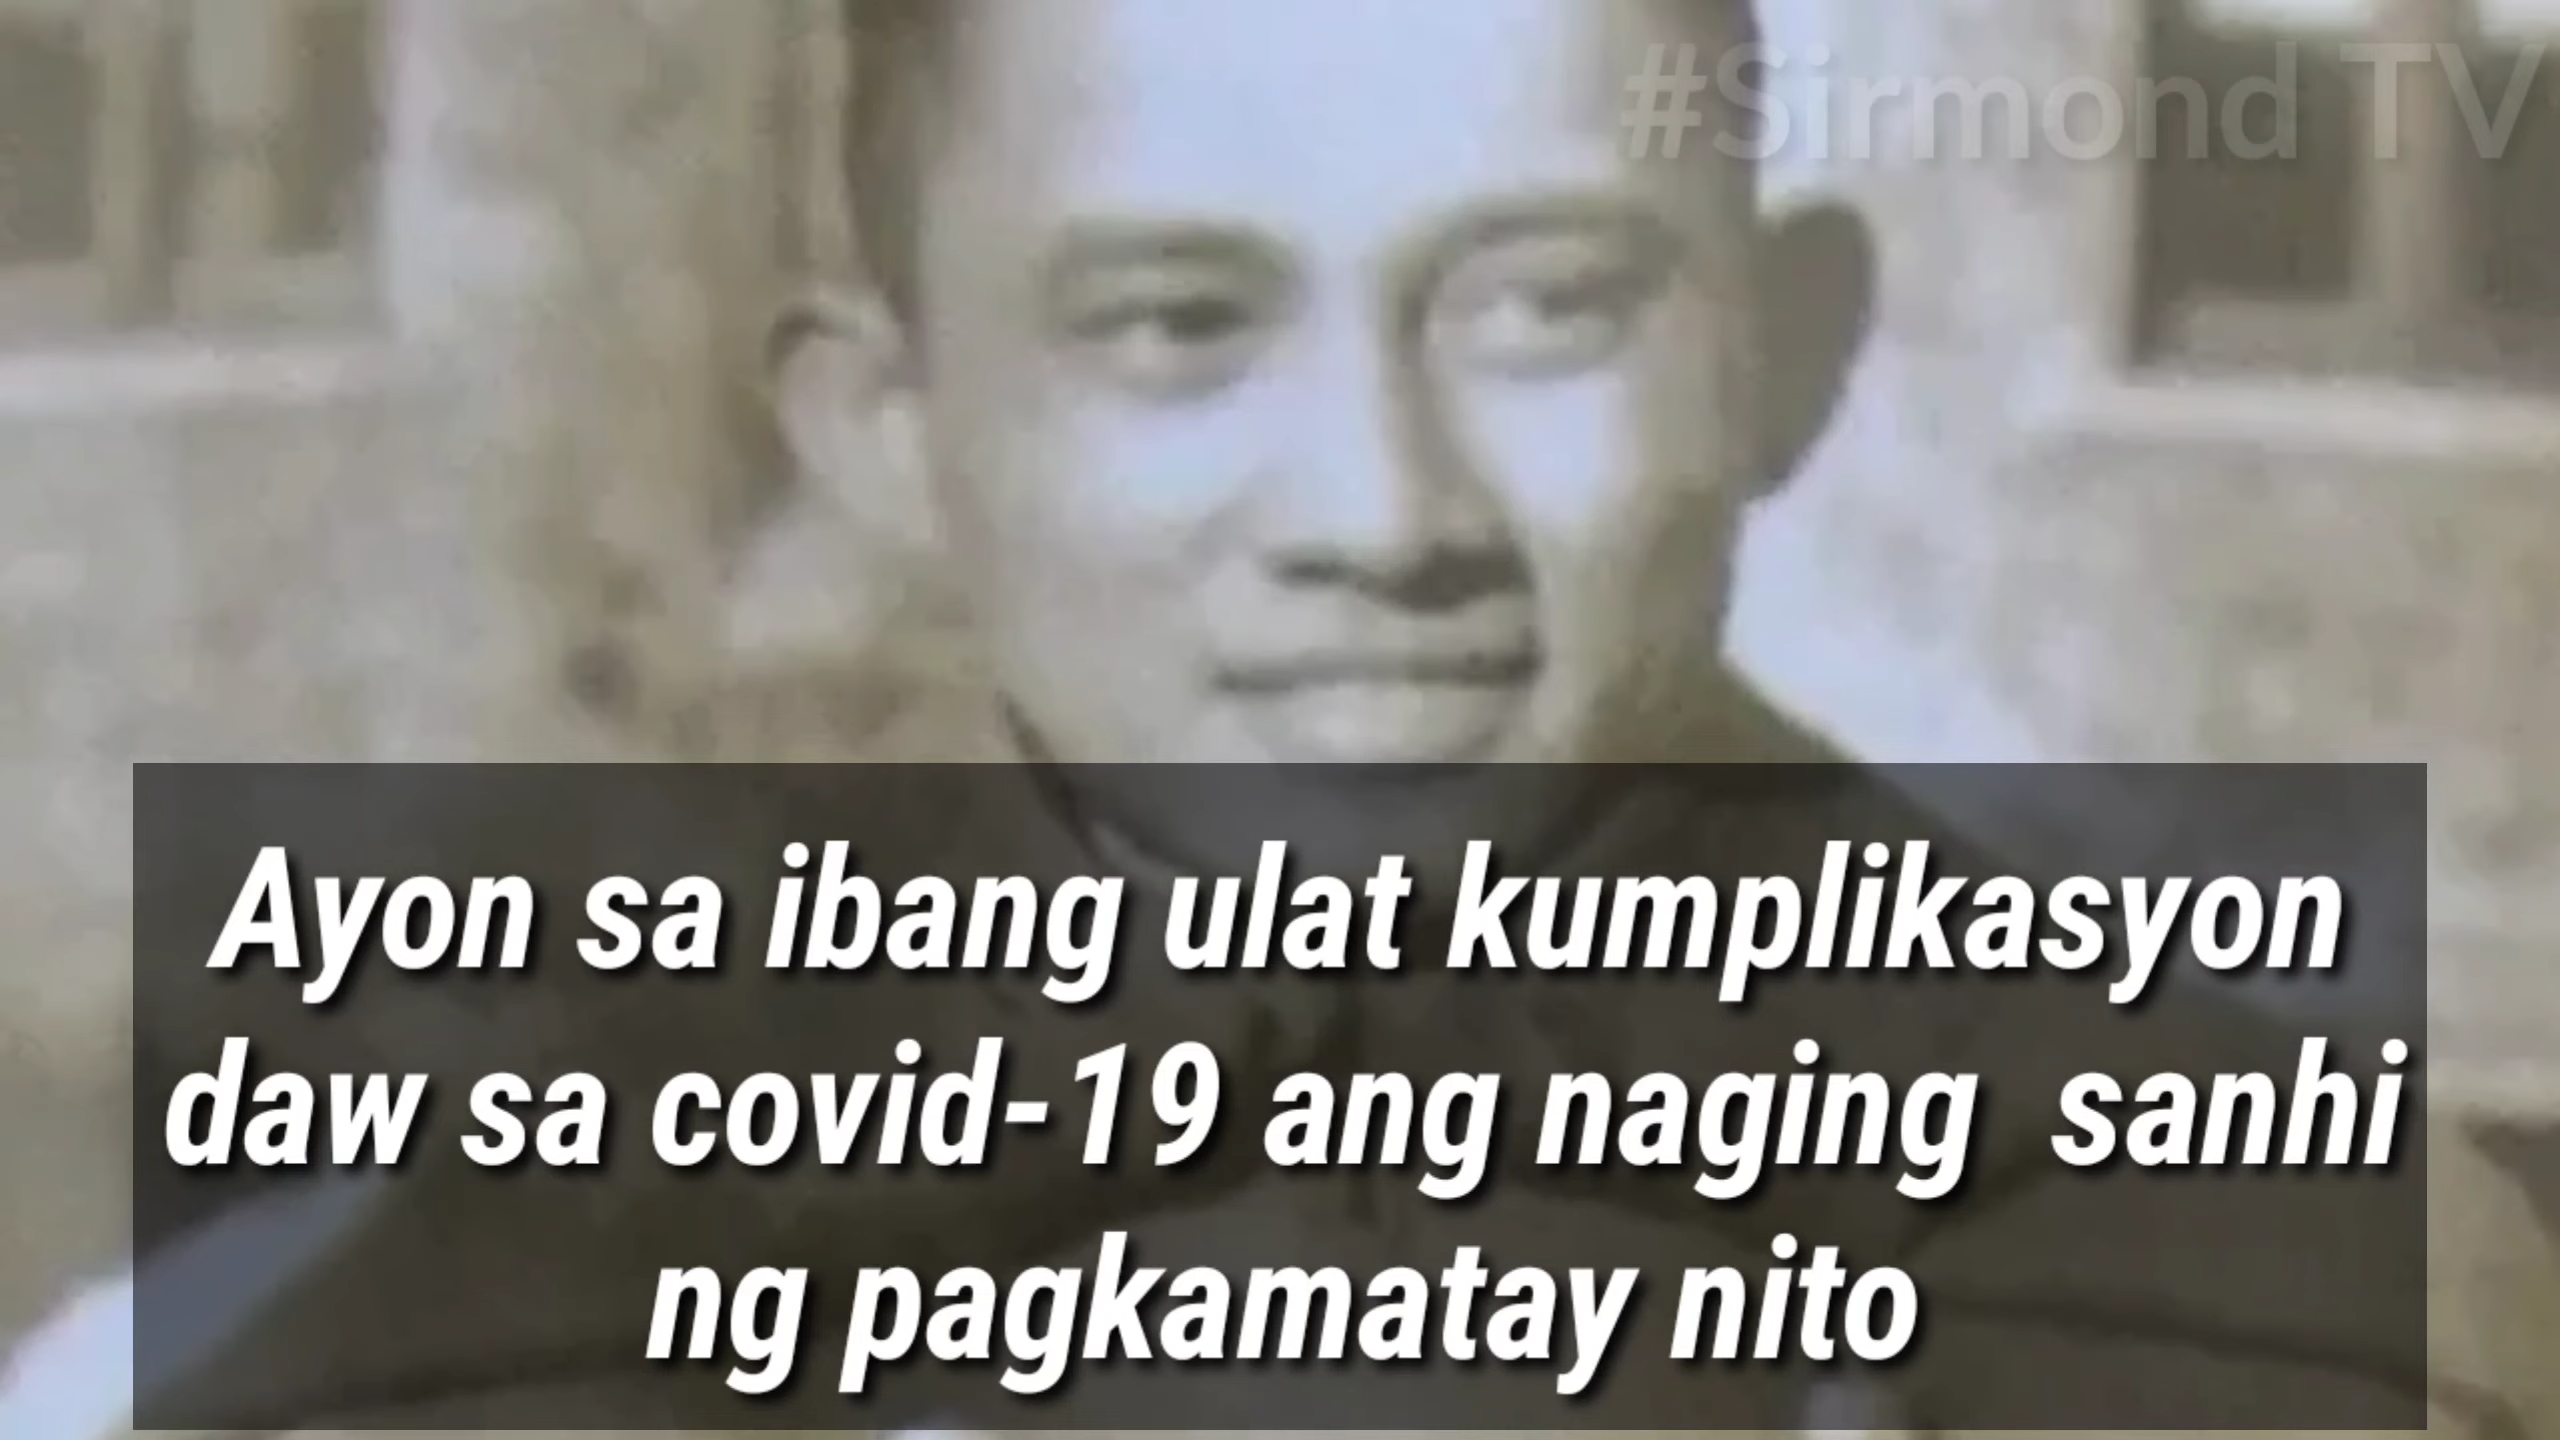 #Sirmond TV
Ayon sa ibang ulat kumplikasyon
daw sa covid-19 ang naging  sanhi
ng pagkamatay nito